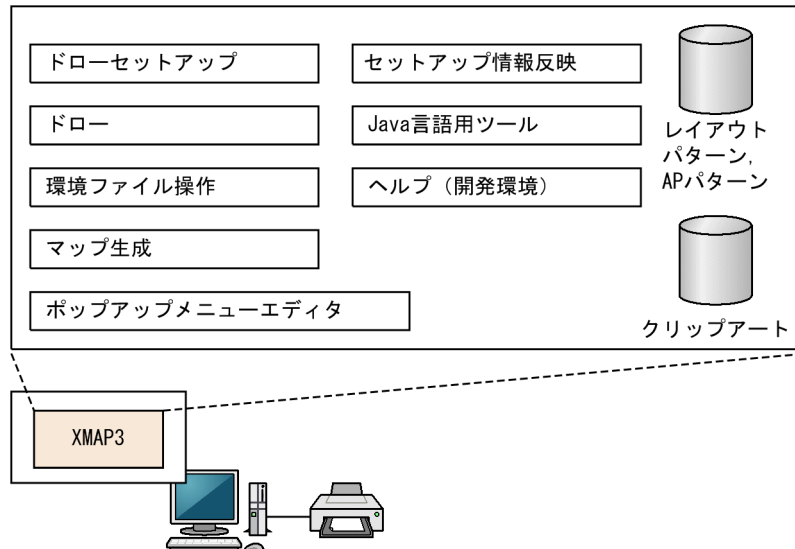 ドローセットアップ
セットアップ情報反映
ドロー
Java言語用ツール
環境ファイル操作
ヘルプ（開発環境）
マップ生成
ポップアップメニューエディタ
レイアウト
パターン,
APパターン
クリップアート
XMAP3